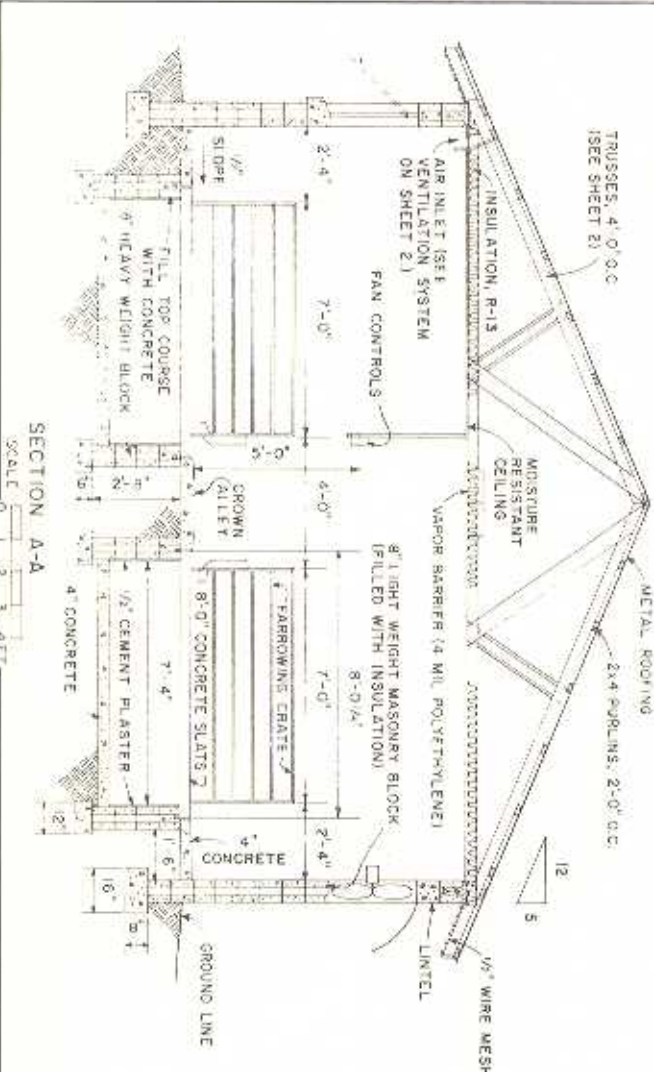 TRUSSES, 4'-0" O.C.
(SEE SHEET 2)
METAL ROOFING
2x4 PURLINS, 2'-0" O.C.
12
5
1/2" WIRE MESH
INSULATION, R-13
MOISTURE
RESISTANT
CEILING
AIR INLET (SEE
VENTILATION SYSTEM
ON SHEET 2.)
VAPOR BARRIER (4 MIL POLYETHYLENE)
LINTEL
FAN CONTROLS
8" LIGHT WEIGHT MASONRY BLOCK
(FILLED WITH INSULATION)
8'-0 1/4"
2'-4"
7'-0"
4'-0"
7'-0"
2'-4"
1/2"
SLOPE
5'-0"
CROWN
ALLEY
FARROWING CRATE
8'-0" CONCRETE SLATS
4"
CONCRETE
GROUND LINE
FILL TOP COURSE
WITH CONCRETE
HEAVY WEIGHT BLOCK
8"
2'-8"
7'-4"
1/2" CEMENT PLASTER
4" CONCRETE
12"
1'-6"
16"
8"
SECTION A-A
SCALE 0 1 2 3